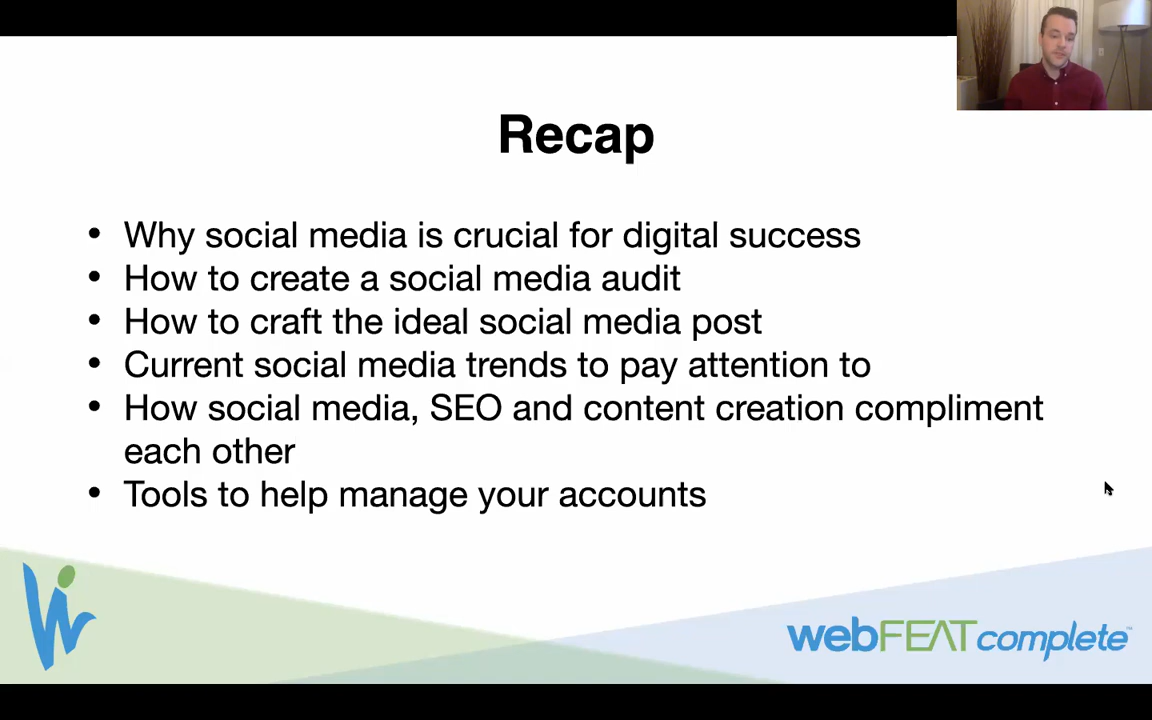 Recap
• Why social media is crucial for digital success
• How to create a social media audit
• How to craft the ideal social media post
• Current social media trends to pay attention to
• How social media, SEO and content creation compliment
each other
• Tools to help manage your accounts
webFEAT complete™